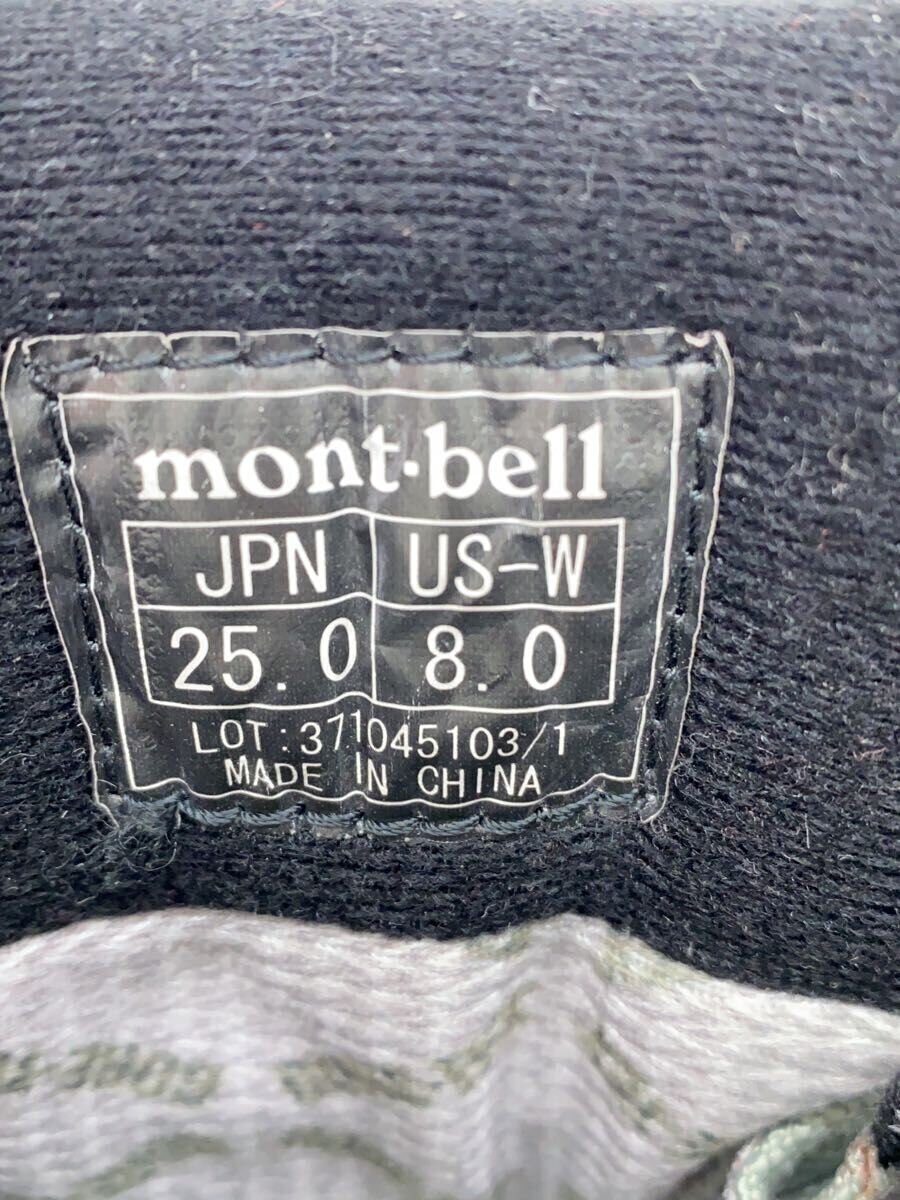 mont·bell
JPN US-W
25.0 8.0
LOT:371045103/1
MADE IN CHINA